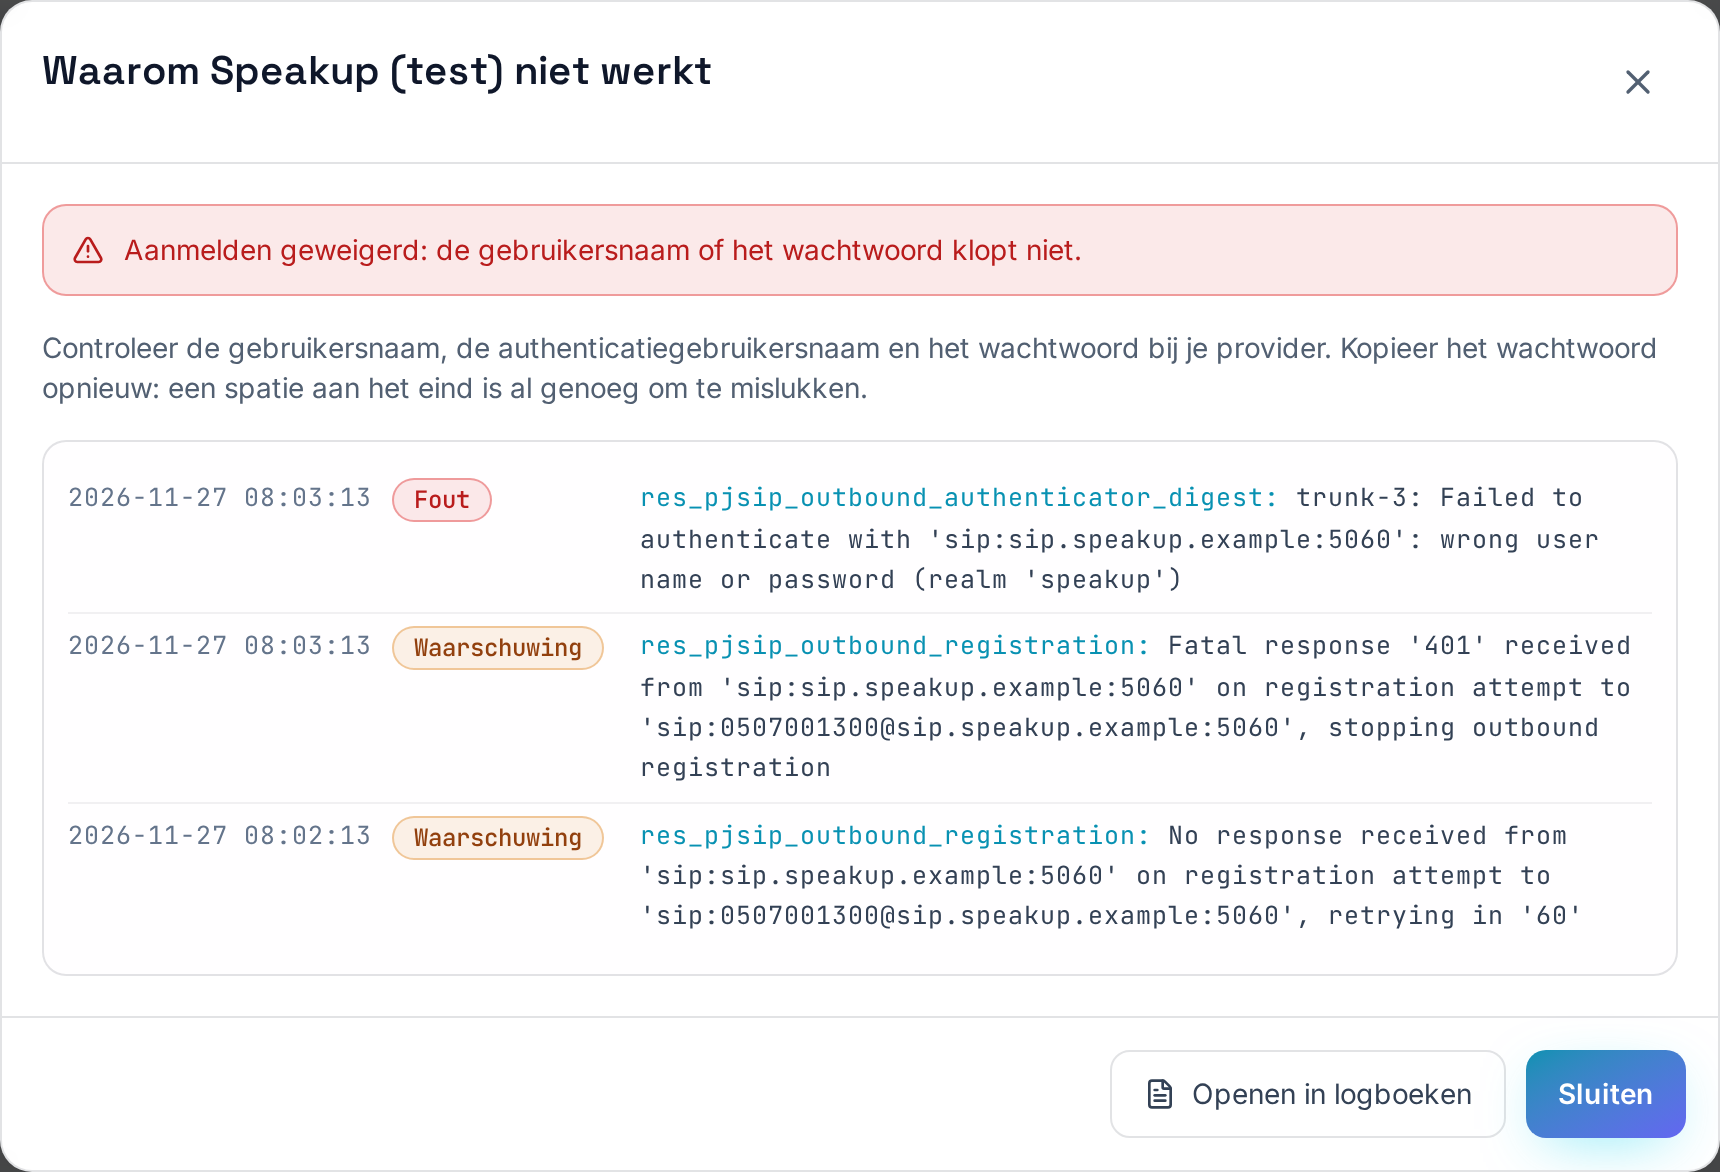 Waarom Speakup (test) niet werkt
Aanmelden geweigerd: de gebruikersnaam of het wachtwoord klopt niet.
Controleer de gebruikersnaam, de authenticatiegebruikersnaam en het wachtwoord bij je provider. Kopieer het wachtwoord
opnieuw: een spatie aan het eind is al genoeg om te mislukken.
2026-11-27 08:03:13 Fout res_pjsip_outbound_authenticator_digest: trunk-3: Failed to
authenticate with 'sip:sip.speakup.example:5060': wrong user
name or password (realm 'speakup')
2026-11-27 08:03:13 Waarschuwing res_pjsip_outbound_registration: Fatal response '401' received
from 'sip:sip.speakup.example:5060' on registration attempt to
'sip:0507001300@sip.speakup.example:5060', stopping outbound
registration
2026-11-27 08:02:13 Waarschuwing res_pjsip_outbound_registration: No response received from
'sip:sip.speakup.example:5060' on registration attempt to
'sip:0507001300@sip.speakup.example:5060', retrying in '60'
Openen in logboeken
Sluiten